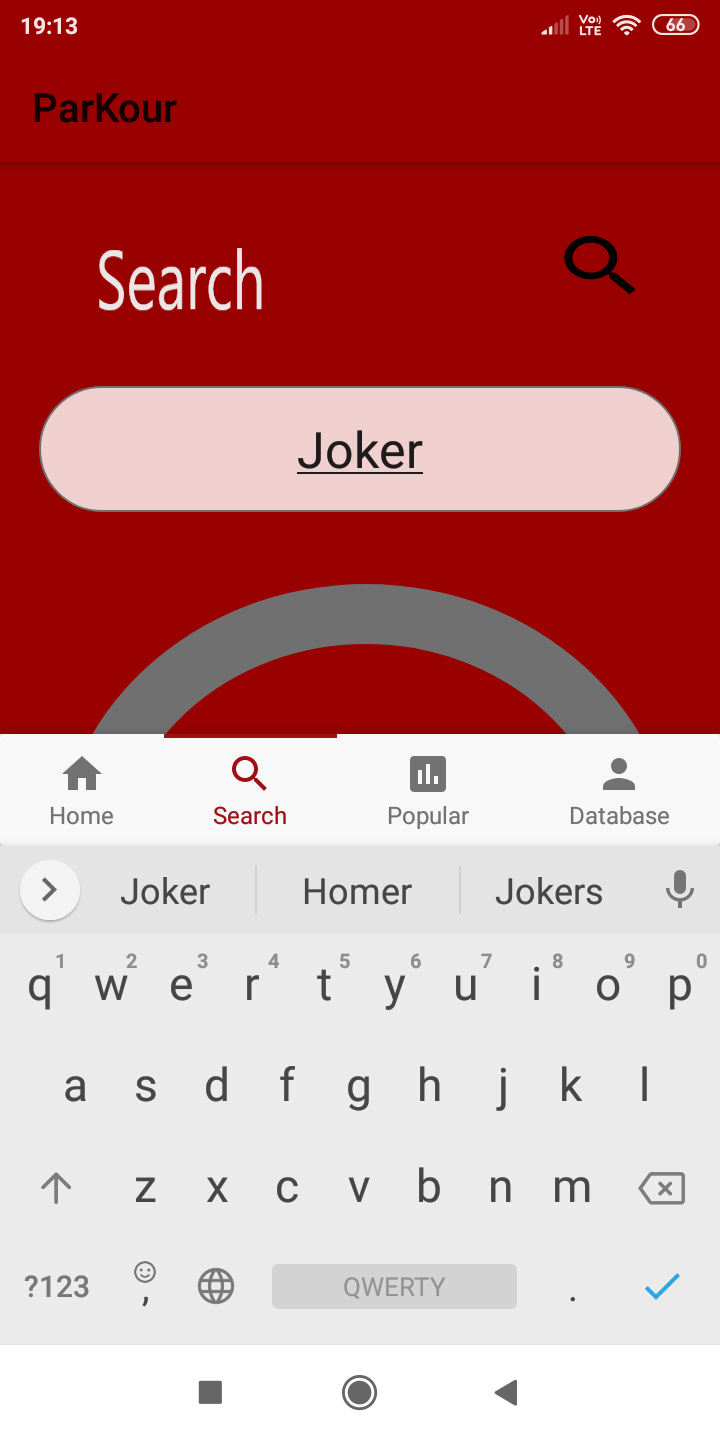 19:13 Vo) LTE 66
ParKour
Search
Joker
Home Search Popular Database
Joker Homer Jokers
1 2 3 4 5 6 7 8 9 0
q w e r t y u i o p
a s d f g h j k l
z x c v b n m
?123 , QWERTY .